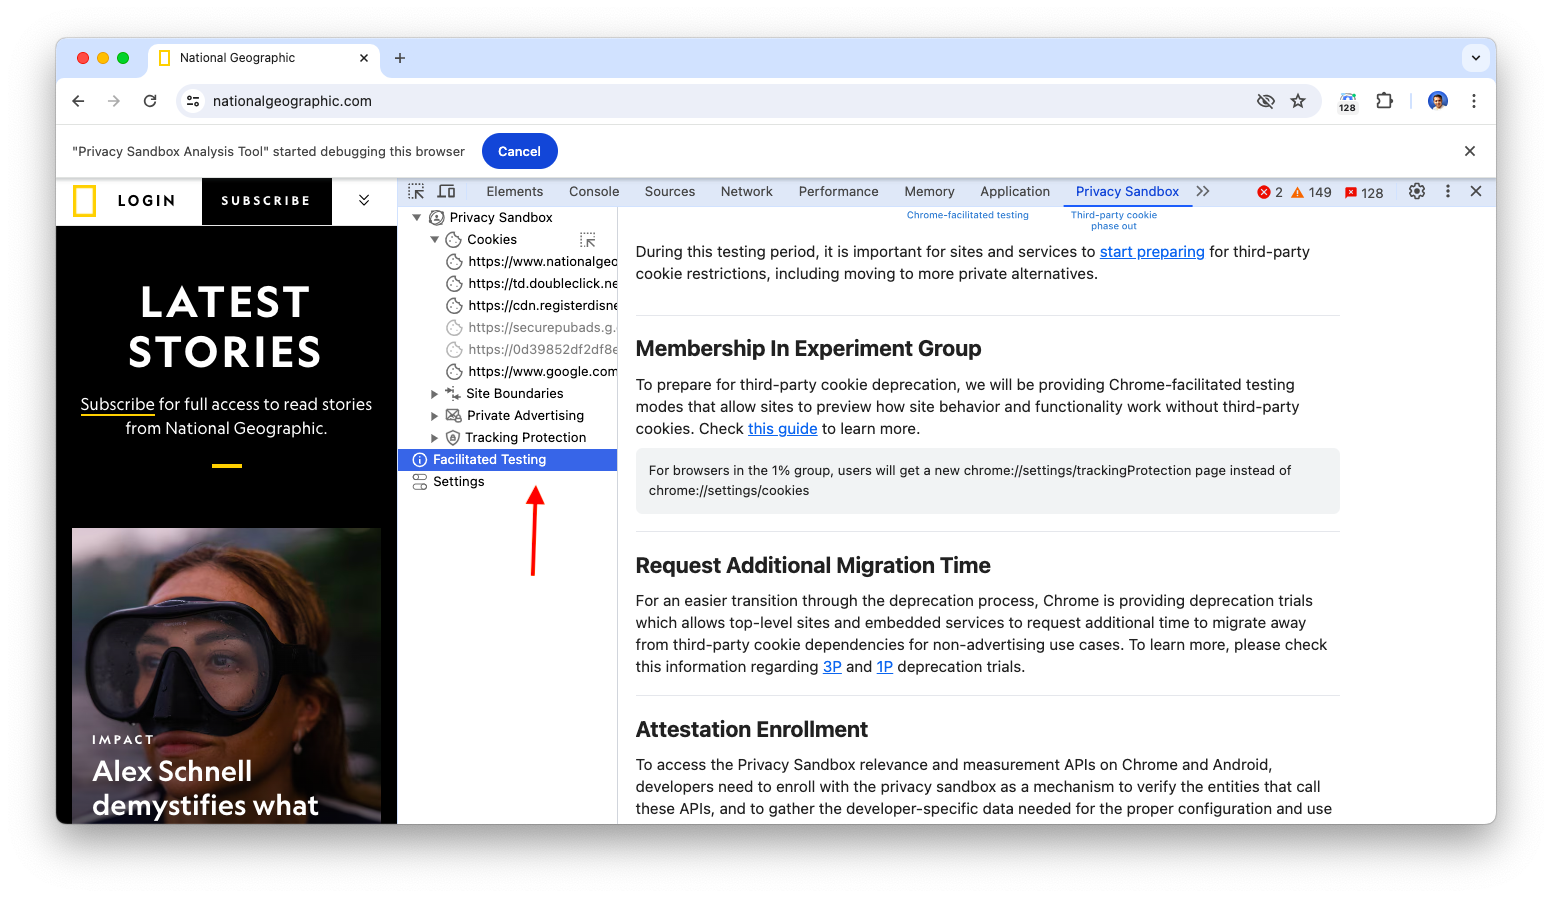 National Geographic
nationalgeographic.com
128
"Privacy Sandbox Analysis Tool" started debugging this browser
Cancel
LOGIN
SUBSCRIBE
LATEST
STORIES
Subscribe for full access to read stories
from National Geographic.
IMPACT
Alex Schnell
demystifies what
Elements Console Sources Network Performance Memory Application Privacy Sandbox
2 149 128
Privacy Sandbox
Cookies
https://www.nationalgeo
https://td.doubleclick.ne
https://cdn.registerdisne
https://securepubads.g.
https://0d39852df2df8e
https://www.google.com
Site Boundaries
Private Advertising
Tracking Protection
Facilitated Testing
Settings
Chrome-facilitated testing
Third-party cookie
phase out
During this testing period, it is important for sites and services to start preparing for third-party
cookie restrictions, including moving to more private alternatives.
Membership In Experiment Group
To prepare for third-party cookie deprecation, we will be providing Chrome-facilitated testing
modes that allow sites to preview how site behavior and functionality work without third-party
cookies. Check this guide to learn more.
For browsers in the 1% group, users will get a new chrome://settings/trackingProtection page instead of
chrome://settings/cookies
Request Additional Migration Time
For an easier transition through the deprecation process, Chrome is providing deprecation trials
which allows top-level sites and embedded services to request additional time to migrate away
from third-party cookie dependencies for non-advertising use cases. To learn more, please check
this information regarding 3P and 1P deprecation trials.
Attestation Enrollment
To access the Privacy Sandbox relevance and measurement APIs on Chrome and Android,
developers need to enroll with the privacy sandbox as a mechanism to verify the entities that call
these APIs, and to gather the developer-specific data needed for the proper configuration and use